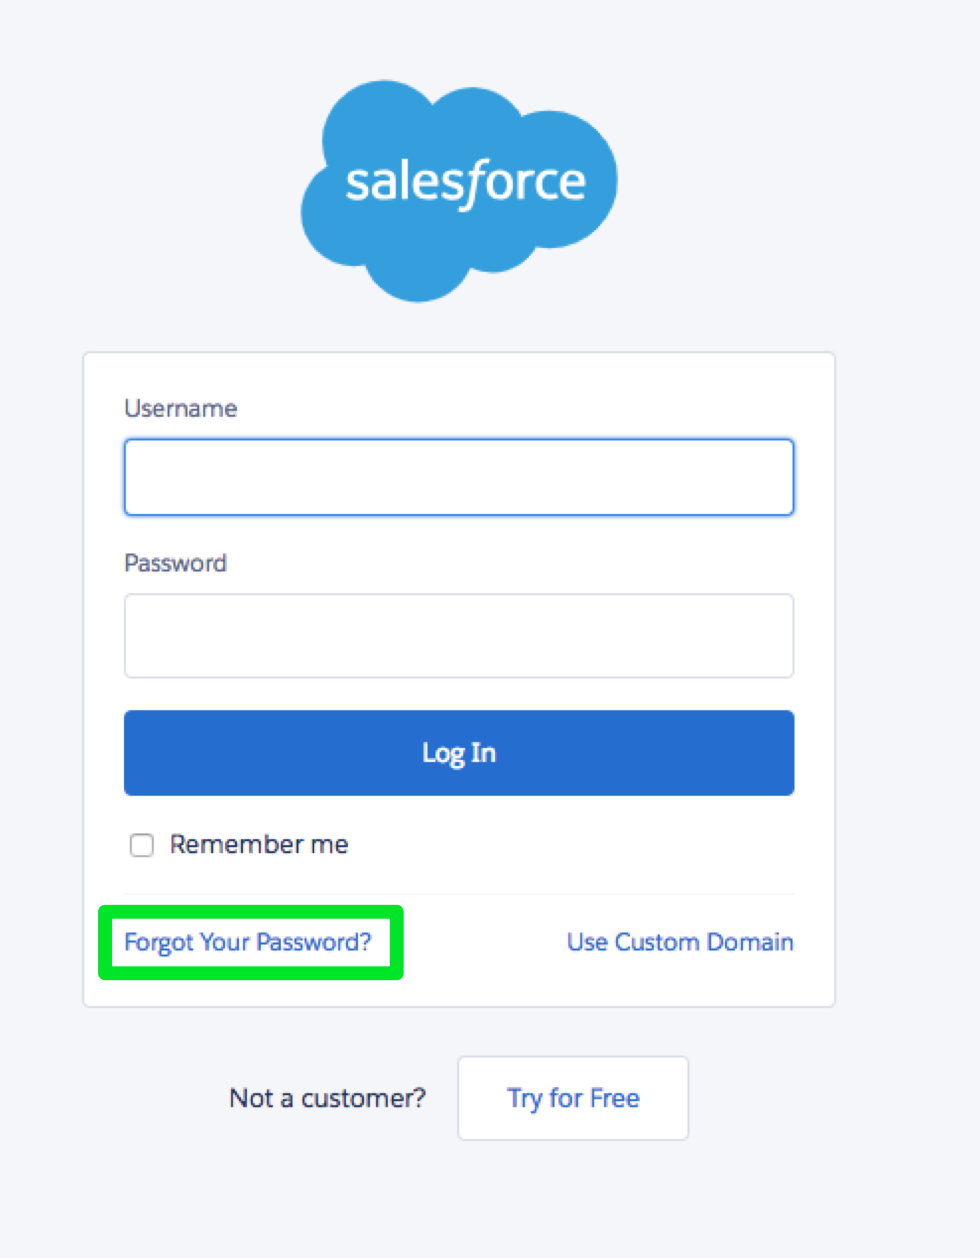 salesforce
Username
Password
Log In
Remember me
Forgot Your Password? Use Custom Domain
Not a customer? Try for Free